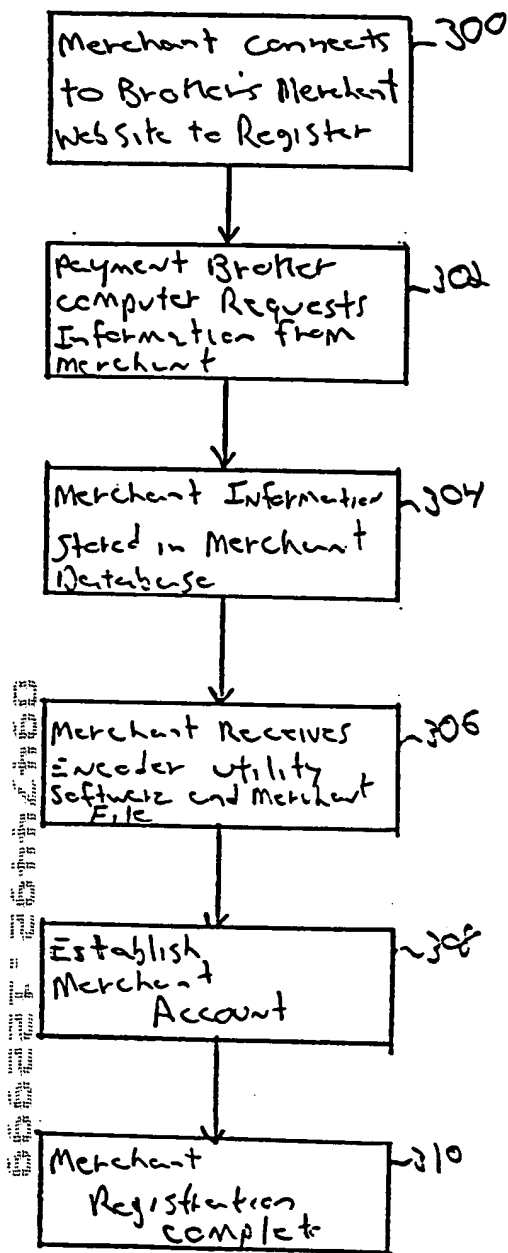 Merchant Connects
to Broker's Merchant
Website to Register
300
Payment Broker
computer Requests
Information from
Merchant
302
Merchant Information
Stored in Merchant
Database
304
Merchant Receives
Encoder Utility
Software and Merchant
File
306
Establish
Merchant
Account
308
Merchant
Registration
Complete
310